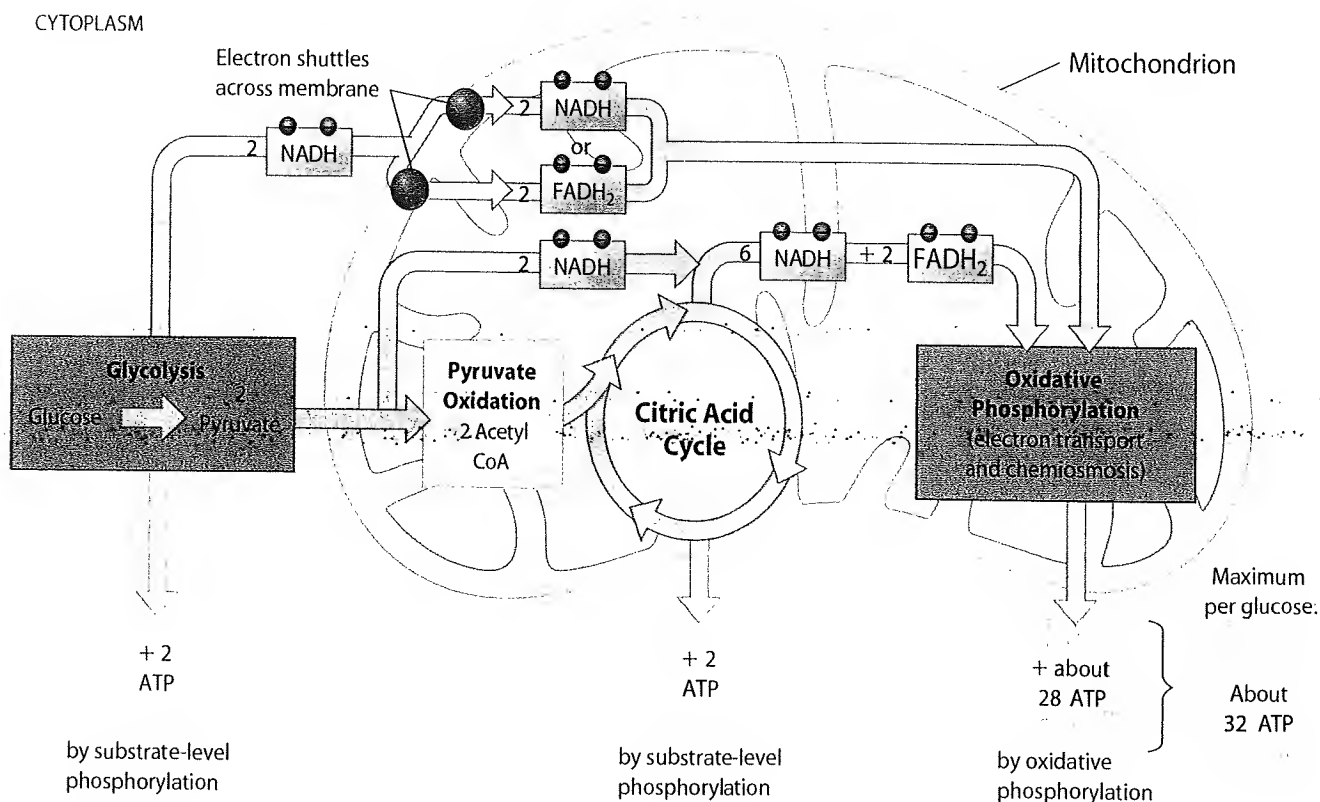 CYTOPLASM
Electron shuttles
across membrane
Mitochondrion
2 NADH
2 NADH
or
2 FADH₂
2 NADH
6 NADH + 2 FADH₂
Glycolysis
Glucose
2
Pyruvate
Pyruvate
Oxidation
2 Acetyl
CoA
Citric Acid
Cycle
Oxidative
Phosphorylation
(electron transport
and chemiosmosis)
+ 2
ATP
by substrate-level
phosphorylation
+ 2
ATP
by substrate-level
phosphorylation
+ about
28 ATP
by oxidative
phosphorylation
Maximum
per glucose:
About
32 ATP